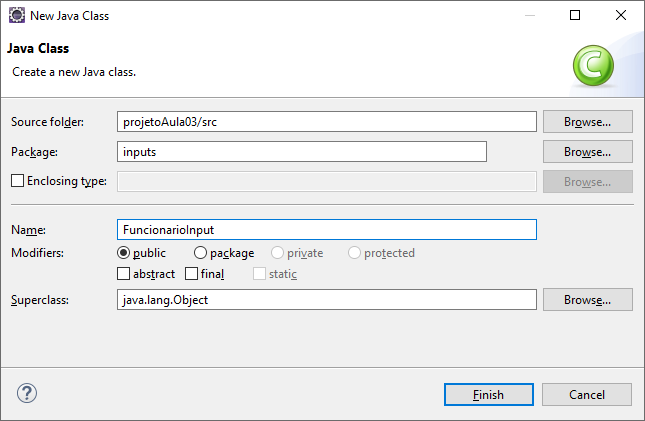 New Java Class
Java Class
Create a new Java class.
C
Source folder: projetoAula03/src Browse...
Package: inputs Browse...
Enclosing type: Browse...
Name: FuncionarioInput
Modifiers: public package private protected
abstract final static
Superclass: java.lang.Object Browse...
? Finish Cancel